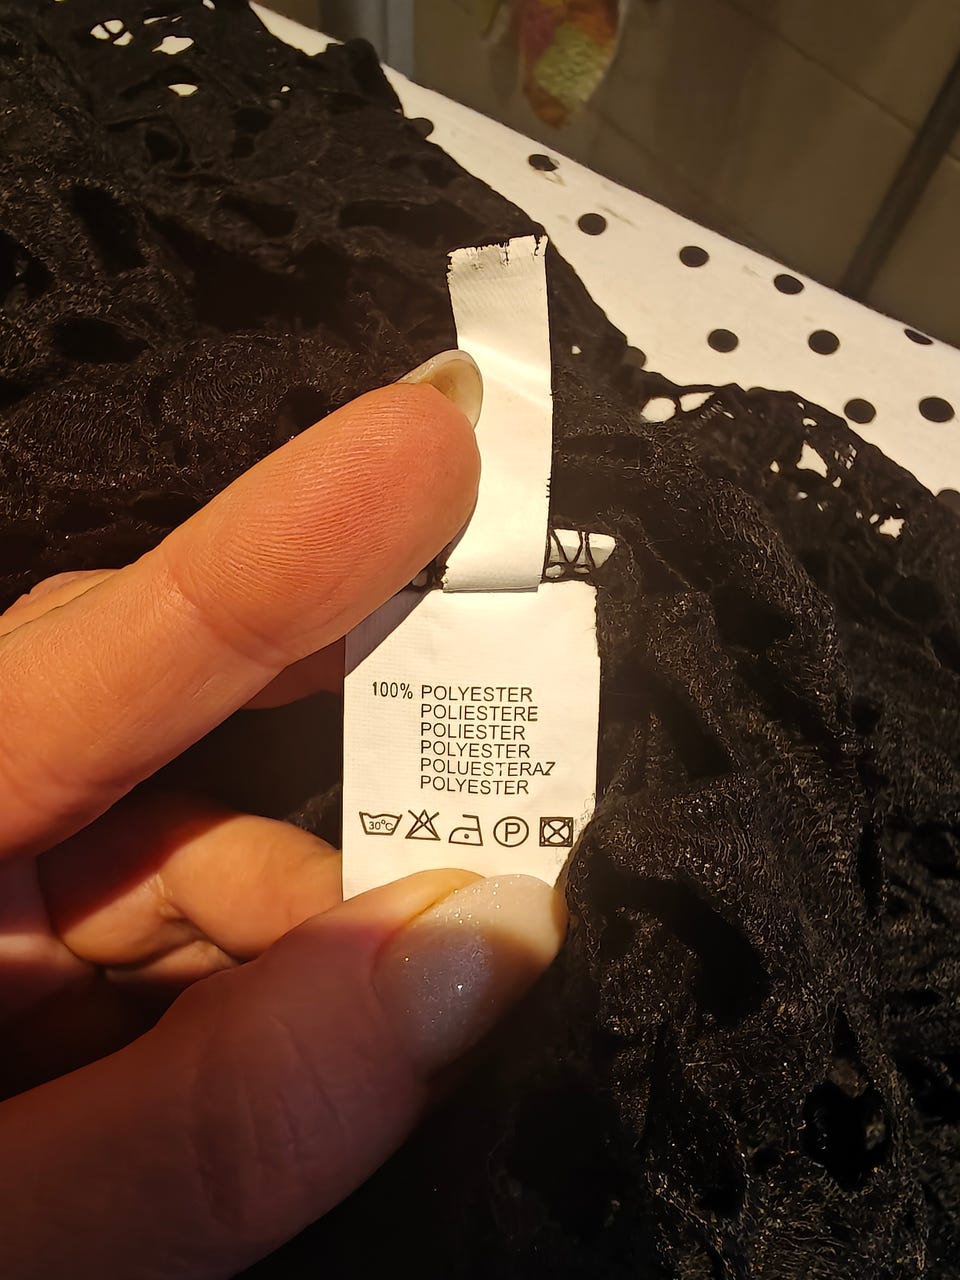 100% POLYESTER
POLIESTERE
POLIESTER
POLYESTER
POLUESTERAZ
POLYESTER
30°C P